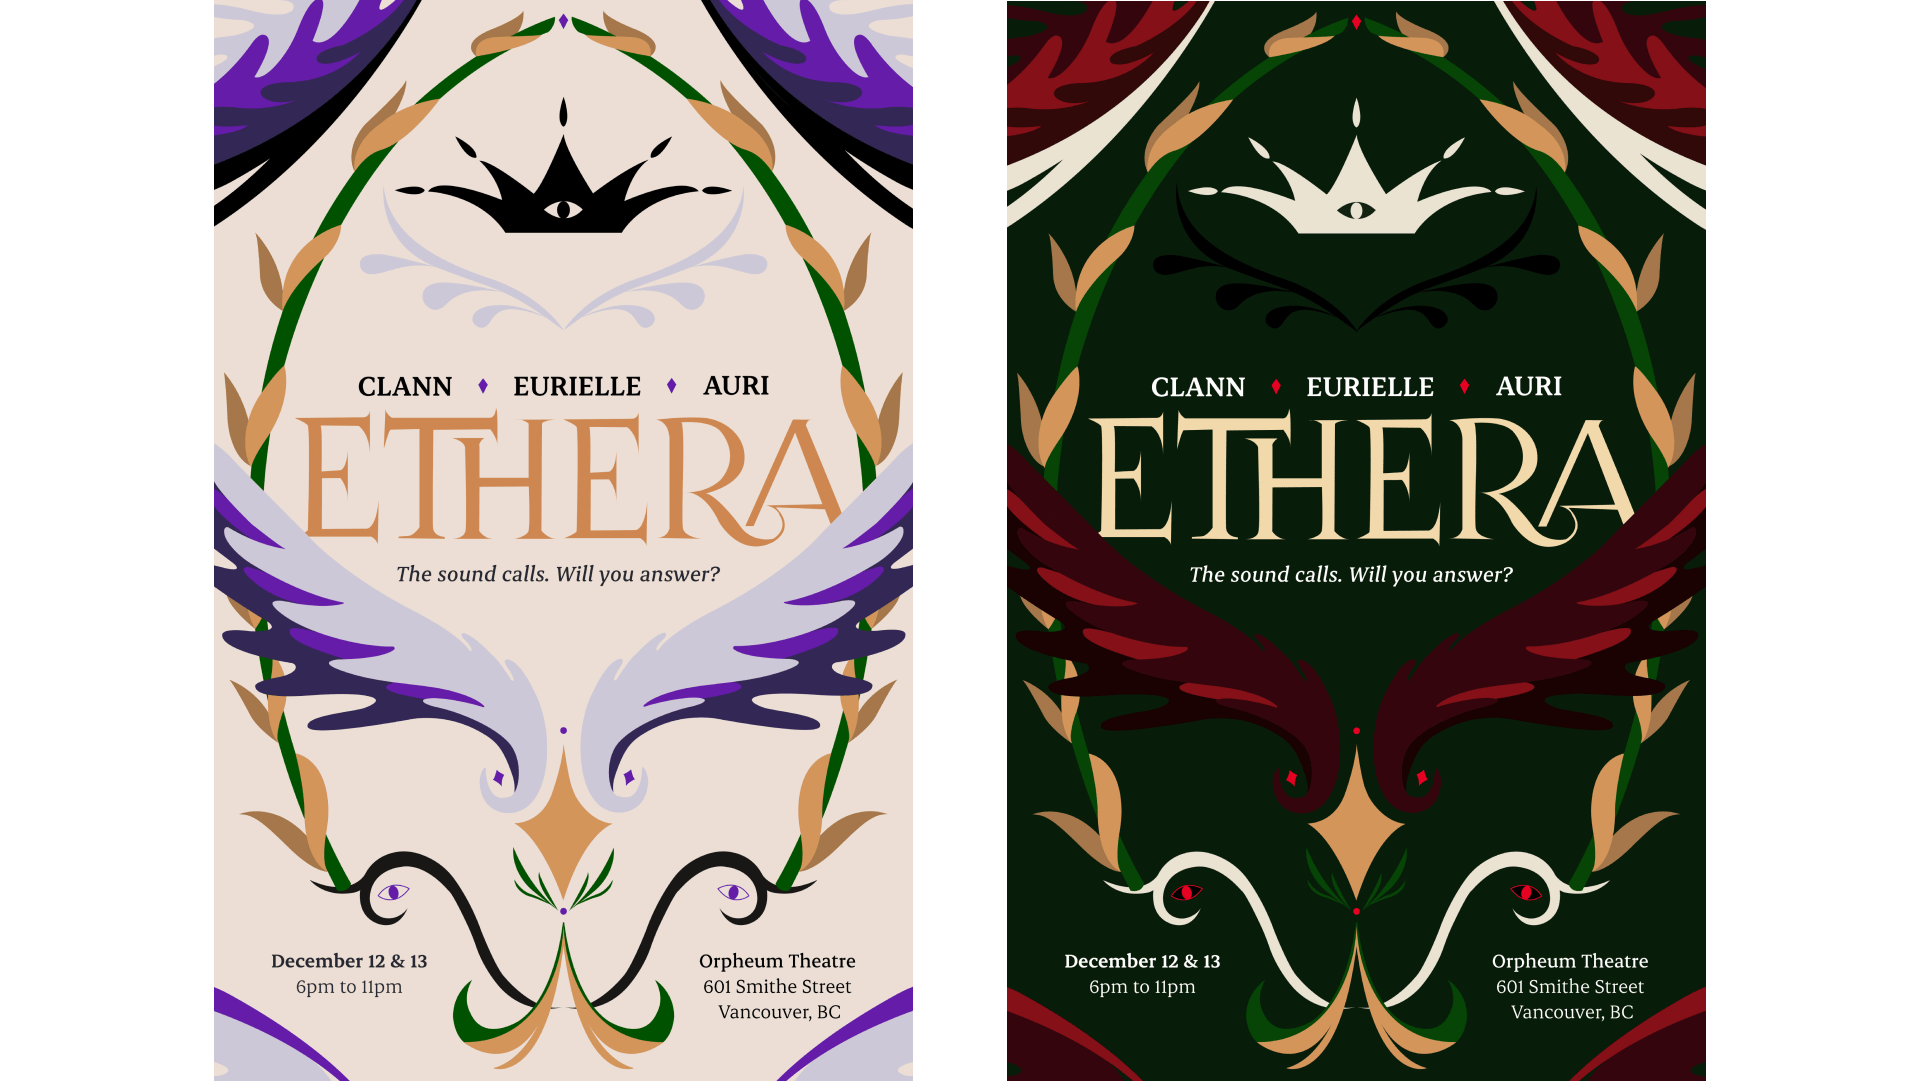 CLANN ♦ EURIELLE ♦ AURI
ETHERA
The sound calls. Will you answer?
December 12 & 13
6pm to 11pm
Orpheum Theatre
601 Smithe Street
Vancouver, BC
CLANN ♦ EURIELLE ♦ AURI
ETHERA
The sound calls. Will you answer?
December 12 & 13
6pm to 11pm
Orpheum Theatre
601 Smithe Street
Vancouver, BC